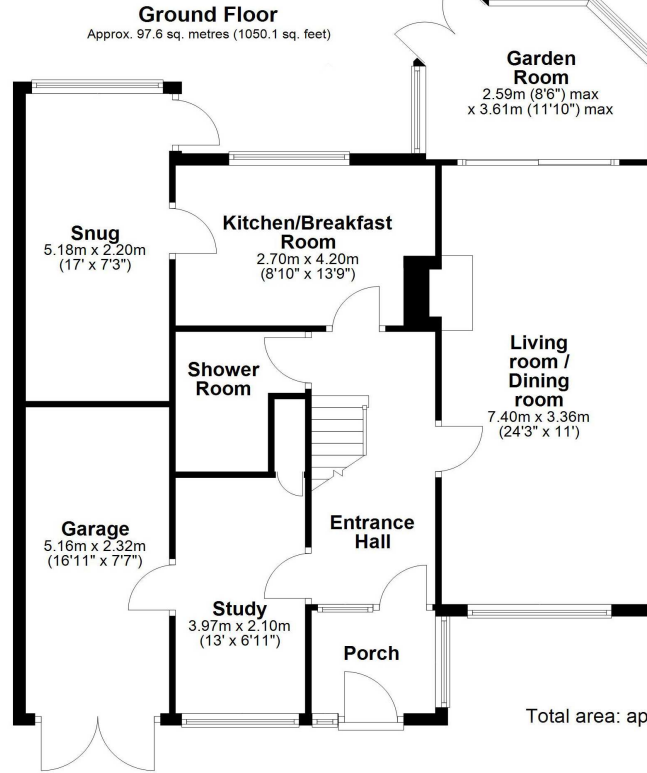 Ground Floor
Approx. 97.6 sq. metres (1050.1 sq. feet)
Garden
Room
2.59m (8'6") max
x 3.61m (11'10") max
Snug
5.18m x 2.20m
(17' x 7'3")
Kitchen/Breakfast
Room
2.70m x 4.20m
(8'10" x 13'9")
Shower
Room
Living
room /
Dining
room
7.40m x 3.36m
(24'3" x 11')
Garage
5.16m x 2.32m
(16'11" x 7'7")
Entrance
Hall
Study
3.97m x 2.10m
(13' x 6'11")
Porch
Total area: ap